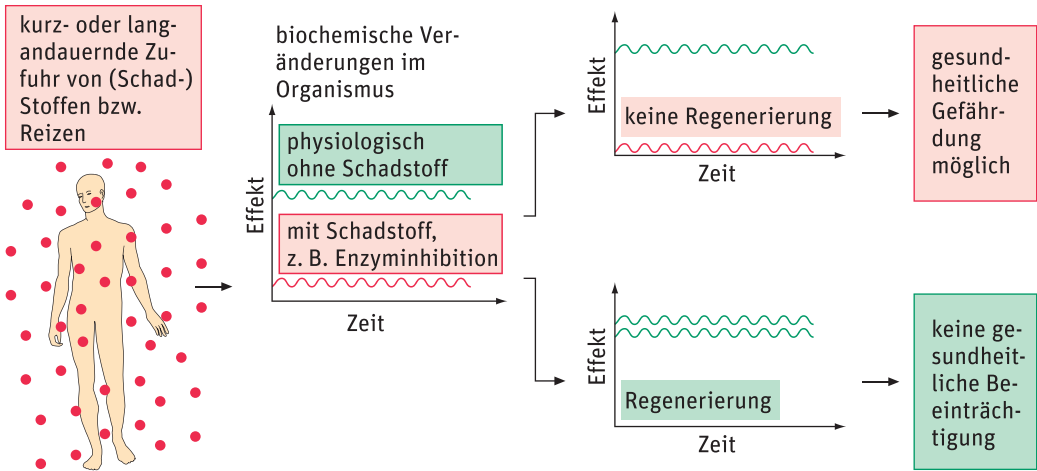 kurz- oder lang-
andauernde Zu-
fuhr von (Schad-)
Stoffen bzw.
Reizen
biochemische Ver-
änderungen im
Organismus
Effekt
physiologisch
ohne Schadstoff
mit Schadstoff,
z. B. Enzyminhibition
Zeit
Effekt
keine Regenerierung
Zeit
gesund-
heitliche
Gefähr-
dung
möglich
Effekt
Regenerierung
Zeit
keine ge-
sundheit-
liche Be-
einträch-
tigung